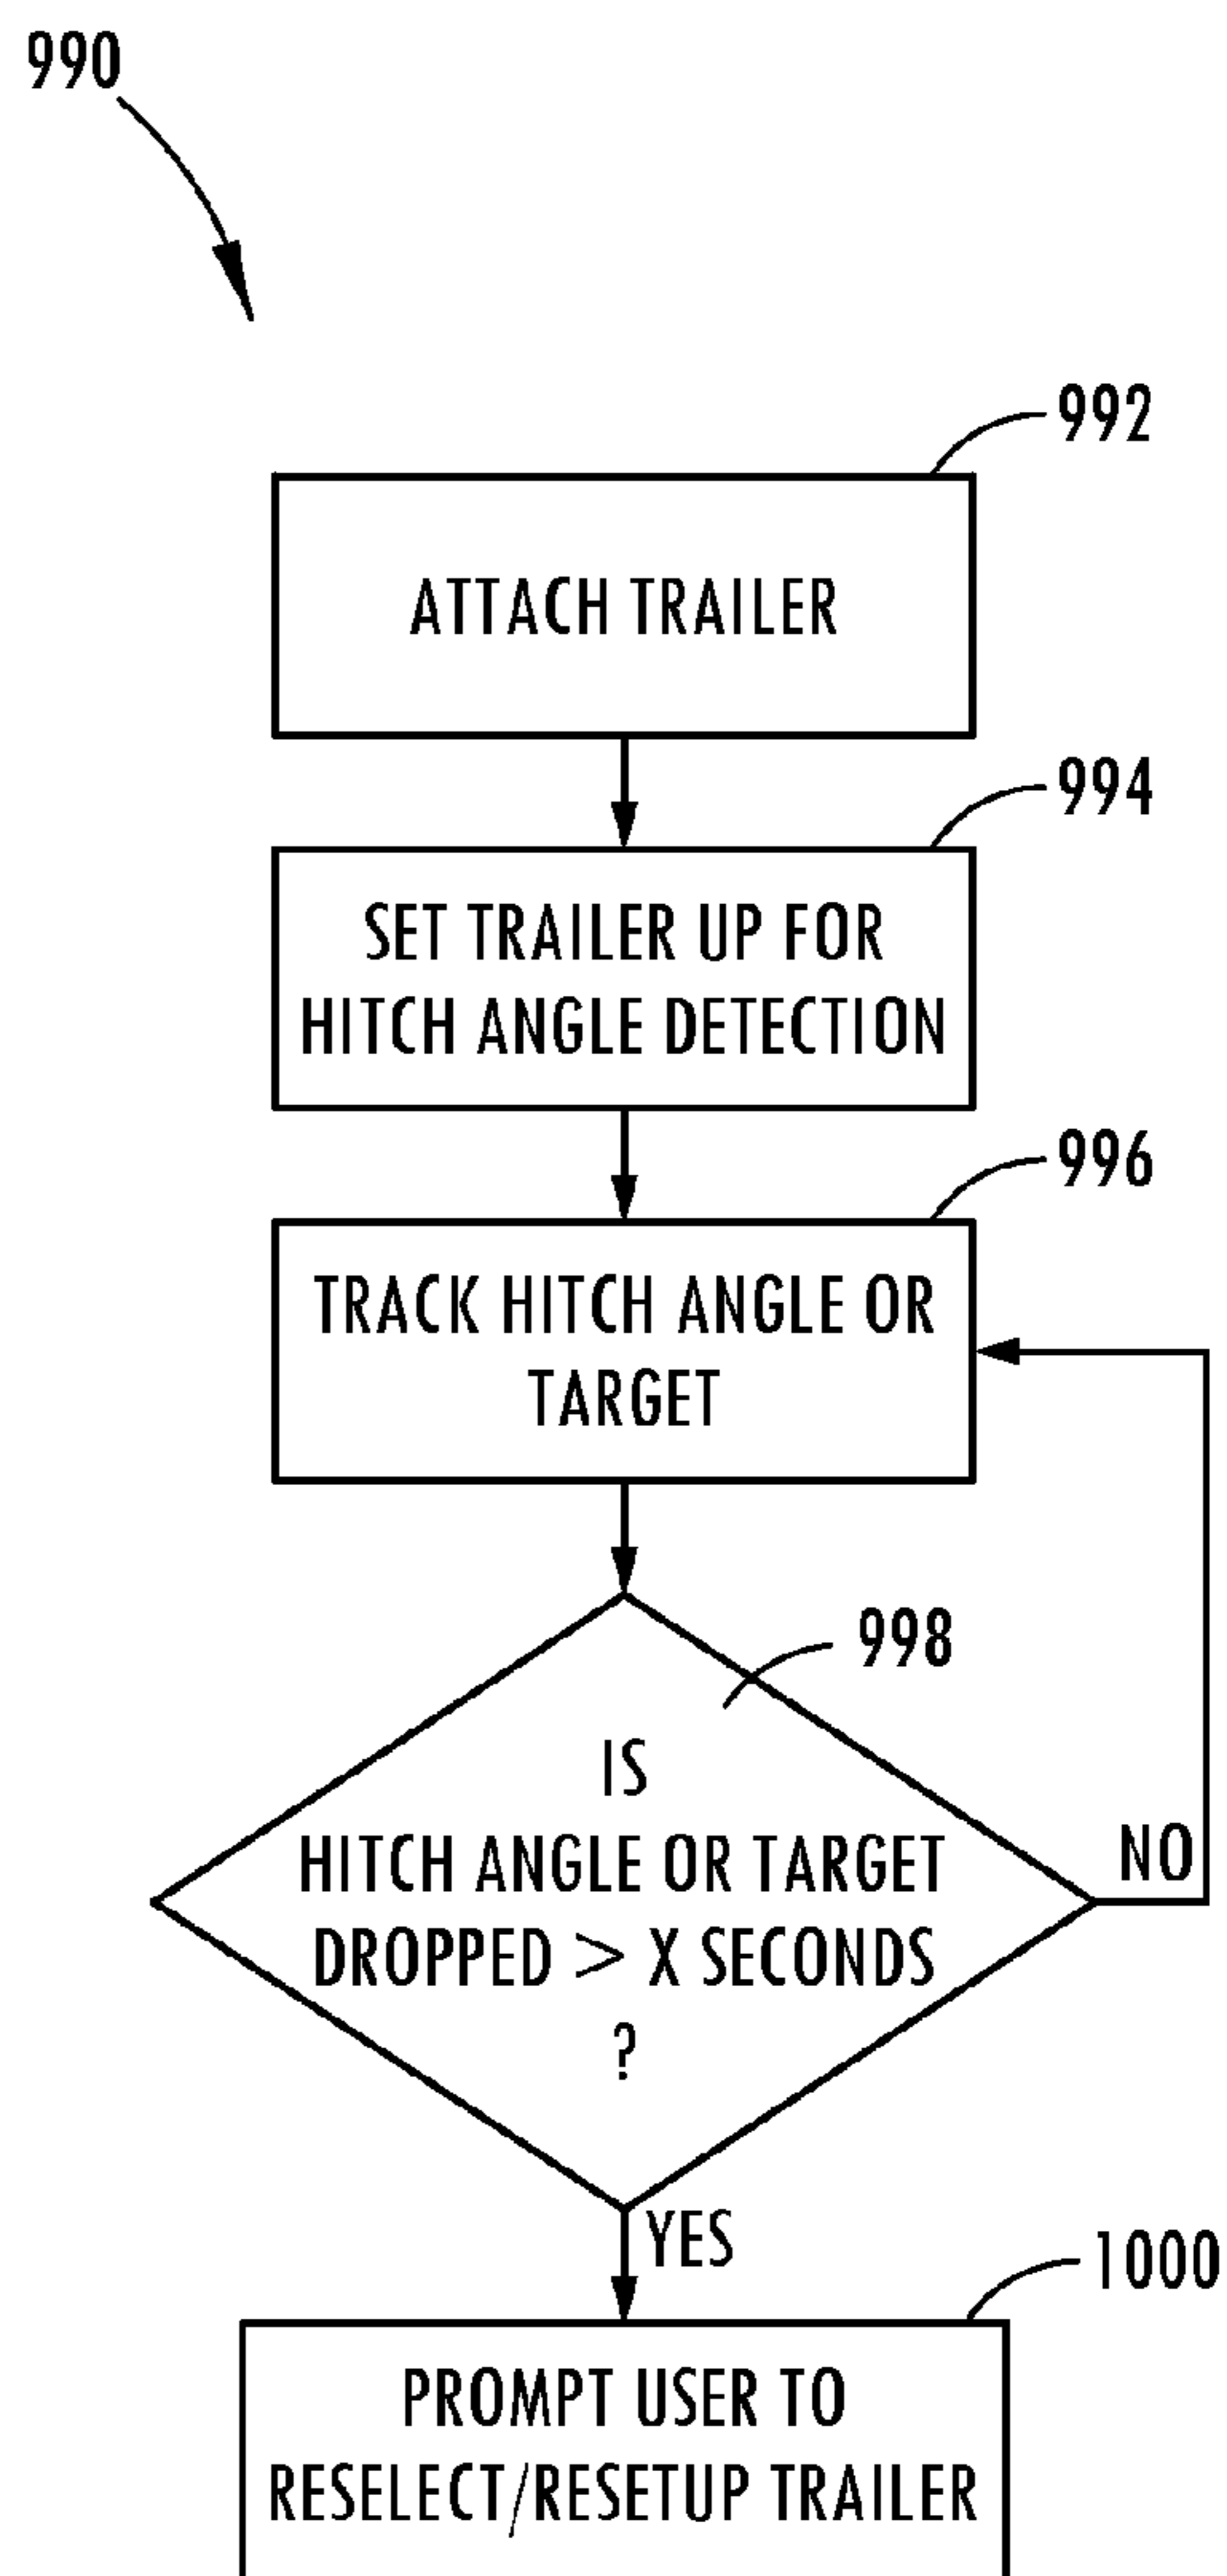 990
992
ATTACH TRAILER
994
SET TRAILER UP FOR
HITCH ANGLE DETECTION
996
TRACK HITCH ANGLE OR
TARGET
998
IS
HITCH ANGLE OR TARGET
DROPPED > X SECONDS
?
NO
YES
1000
PROMPT USER TO
RESELECT/RESETUP TRAILER